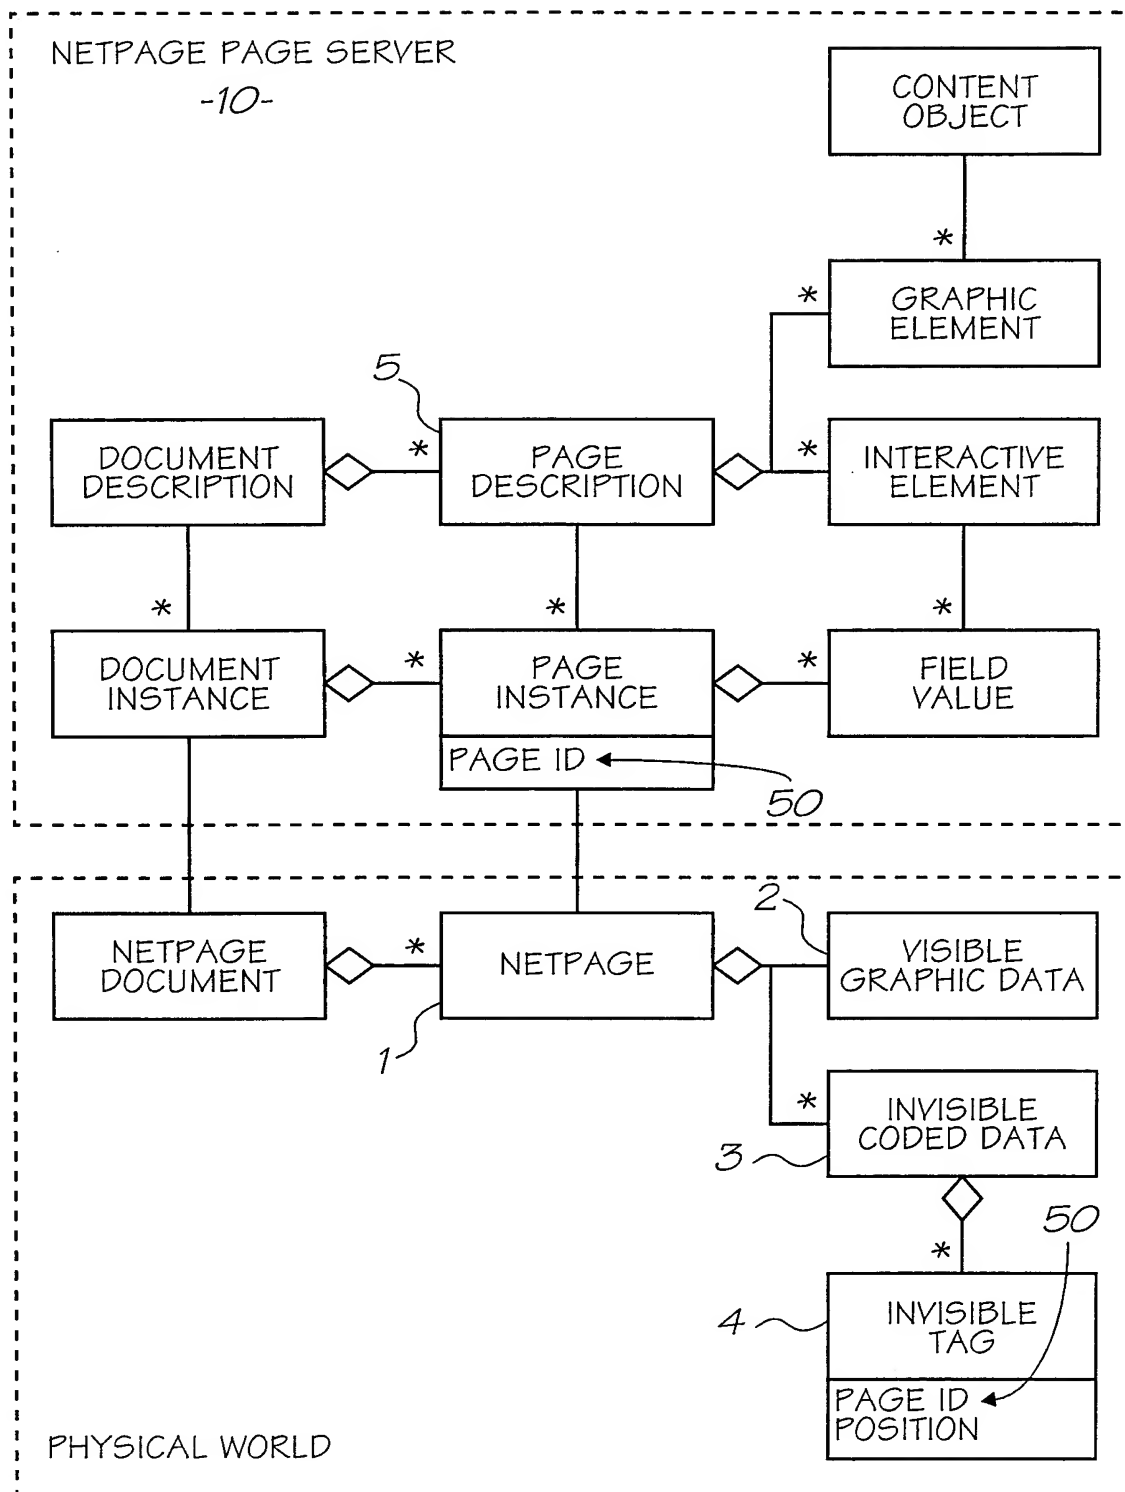 NETPAGE PAGE SERVER
-10-
CONTENT
OBJECT
*
*
GRAPHIC
ELEMENT
5
DOCUMENT
DESCRIPTION
*
PAGE
DESCRIPTION
*
INTERACTIVE
ELEMENT
*
*
*
DOCUMENT
INSTANCE
*
PAGE
INSTANCE
*
FIELD
VALUE
PAGE ID
50
NETPAGE
DOCUMENT
*
NETPAGE
1
2
VISIBLE
GRAPHIC DATA
*
INVISIBLE
CODED DATA
3
*
50
4
INVISIBLE
TAG
PAGE ID
POSITION
PHYSICAL WORLD